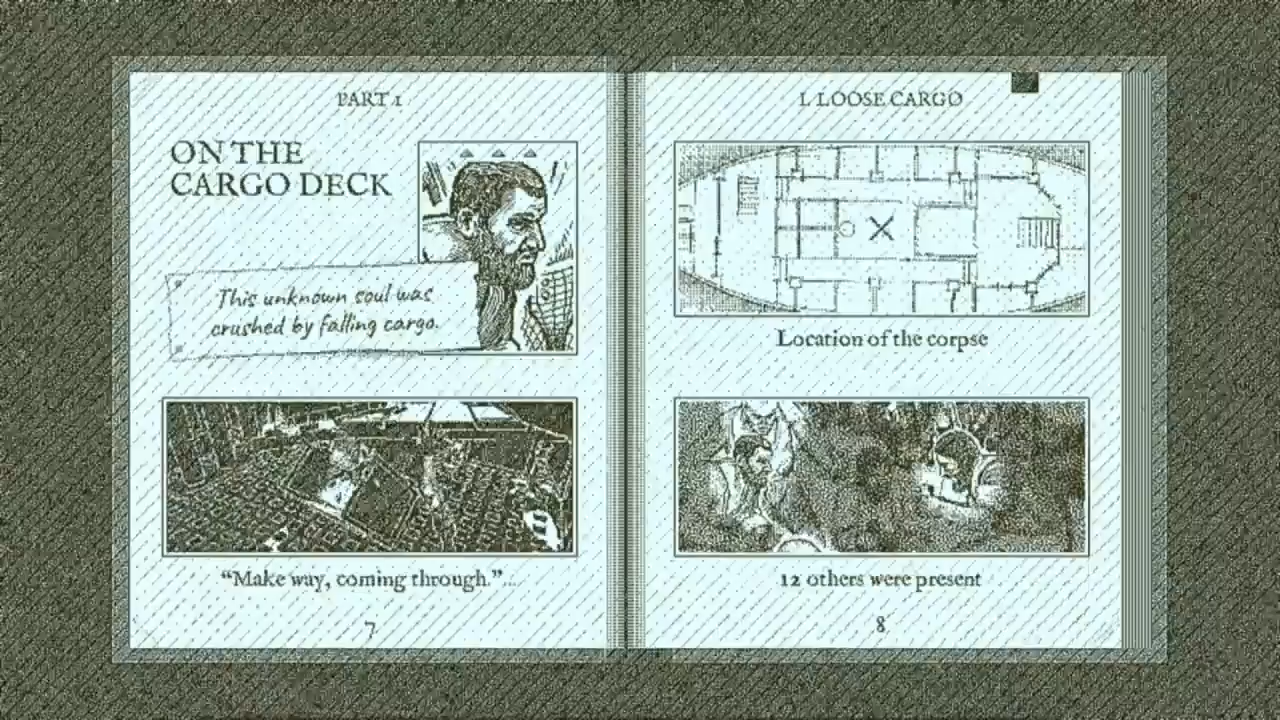 PART 1
ON THE
CARGO DECK
This unknown soul was
crushed by falling cargo.
"Make way, coming through."...
7
I. LOOSE CARGO
Location of the corpse
12 others were present
8